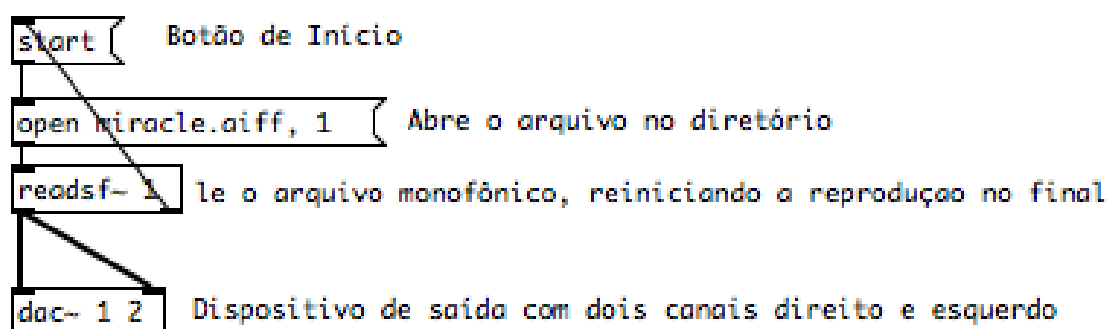 start Botão de Início
open miracle.aiff, 1 Abre o arquivo no diretório
readsf~ 1 le o arquivo monofônico, reiniciando a reproduçao no final
dac~ 1 2 Dispositivo de saída com dois canais direito e esquerdo